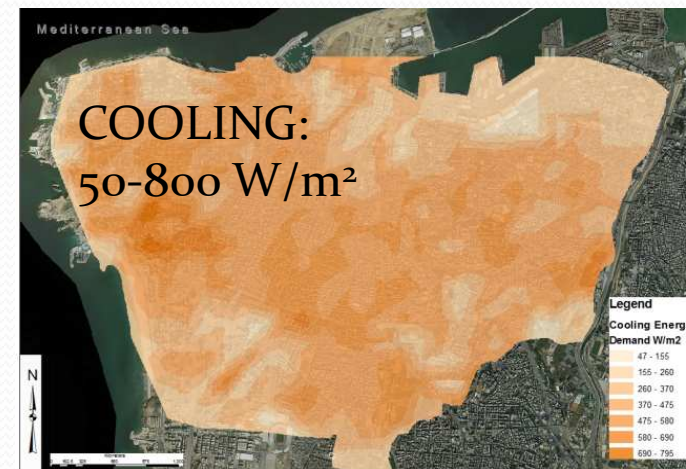 Mediterranean Sea
COOLING:
50-800 W/m²
Legend
Cooling Energ
Demand W/m2
47 - 155
155 - 260
260 - 370
370 - 475
475 - 580
580 - 690
690 - 795
N